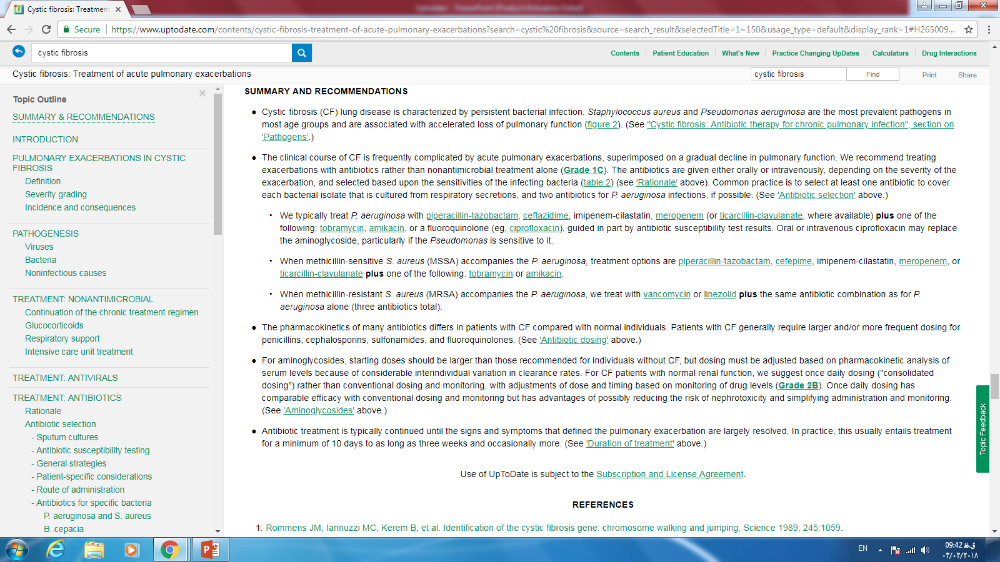 Cystic fibrosis: Treatment
Uptodate - PowerPoint (Product Activation Failed)
Secure
https://www.uptodate.com/contents/cystic-fibrosis-treatment-of-acute-pulmonary-exacerbations?search=cystic%20fibrosis&source=search_result&selectedTitle=1~150&usage_type=default&display_rank=1#H265009...
cystic fibrosis
Contents
Patient Education
What's New
Practice Changing UpDates
Calculators
Drug Interactions
Cystic fibrosis: Treatment of acute pulmonary exacerbations
cystic fibrosis
Find
Print
Share
Topic Outline
SUMMARY & RECOMMENDATIONS
INTRODUCTION
PULMONARY EXACERBATIONS IN CYSTIC
FIBROSIS
Definition
Severity grading
Incidence and consequences
PATHOGENESIS
Viruses
Bacteria
Noninfectious causes
TREATMENT: NONANTIMICROBIAL
Continuation of the chronic treatment regimen
Glucocorticoids
Respiratory support
Intensive care unit treatment
TREATMENT: ANTIVIRALS
TREATMENT: ANTIBIOTICS
Rationale
Antibiotic selection
- Sputum cultures
- Antibiotic susceptibility testing
- General strategies
- Patient-specific considerations
- Route of administration
- Antibiotics for specific bacteria
P. aeruginosa and S. aureus
B. cepacia
SUMMARY AND RECOMMENDATIONS
● Cystic fibrosis (CF) lung disease is characterized by persistent bacterial infection. Staphylococcus aureus and Pseudomonas aeruginosa are the most prevalent pathogens in
most age groups and are associated with accelerated loss of pulmonary function (figure 2). (See "Cystic fibrosis: Antibiotic therapy for chronic pulmonary infection", section on
'Pathogens'.)
● The clinical course of CF is frequently complicated by acute pulmonary exacerbations, superimposed on a gradual decline in pulmonary function. We recommend treating
exacerbations with antibiotics rather than nonantimicrobial treatment alone (Grade 1C). The antibiotics are given either orally or intravenously, depending on the severity of the
exacerbation, and selected based upon the sensitivities of the infecting bacteria (table 2) (see 'Rationale' above). Common practice is to select at least one antibiotic to cover
each bacterial isolate that is cultured from respiratory secretions, and two antibiotics for P. aeruginosa infections, if possible. (See 'Antibiotic selection' above.)
• We typically treat P. aeruginosa with piperacillin-tazobactam, ceftazidime, imipenem-cilastatin, meropenem (or ticarcillin-clavulanate, where available) plus one of the
following: tobramycin, amikacin, or a fluoroquinolone (eg, ciprofloxacin), guided in part by antibiotic susceptibility test results. Oral or intravenous ciprofloxacin may replace
the aminoglycoside, particularly if the Pseudomonas is sensitive to it.
• When methicillin-sensitive S. aureus (MSSA) accompanies the P. aeruginosa, treatment options are piperacillin-tazobactam, cefepime, imipenem-cilastatin, meropenem, or
ticarcillin-clavulanate plus one of the following: tobramycin or amikacin.
• When methicillin-resistant S. aureus (MRSA) accompanies the P. aeruginosa, we treat with vancomycin or linezolid plus the same antibiotic combination as for P.
aeruginosa alone (three antibiotics total).
● The pharmacokinetics of many antibiotics differs in patients with CF compared with normal individuals. Patients with CF generally require larger and/or more frequent dosing for
penicillins, cephalosporins, sulfonamides, and fluoroquinolones. (See 'Antibiotic dosing' above.)
● For aminoglycosides, starting doses should be larger than those recommended for individuals without CF, but dosing must be adjusted based on pharmacokinetic analysis of
serum levels because of considerable interindividual variation in clearance rates. For CF patients with normal renal function, we suggest once daily dosing ("consolidated
dosing") rather than conventional dosing and monitoring, with adjustments of dose and timing based on monitoring of drug levels (Grade 2B). Once daily dosing has
comparable efficacy with conventional dosing and monitoring but has advantages of possibly reducing the risk of nephrotoxicity and simplifying administration and monitoring.
(See 'Aminoglycosides' above.)
● Antibiotic treatment is typically continued until the signs and symptoms that defined the pulmonary exacerbation are largely resolved. In practice, this usually entails treatment
for a minimum of 10 days to as long as three weeks and occasionally more. (See 'Duration of treatment' above.)
Use of UpToDate is subject to the Subscription and License Agreement.
REFERENCES
1. Rommens JM, Iannuzzi MC, Kerem B, et al. Identification of the cystic fibrosis gene: chromosome walking and jumping. Science 1989; 245:1059.
Topic Feedback
EN
09:42 ق.ظ
٠٣/٠٢/٢٠١٨